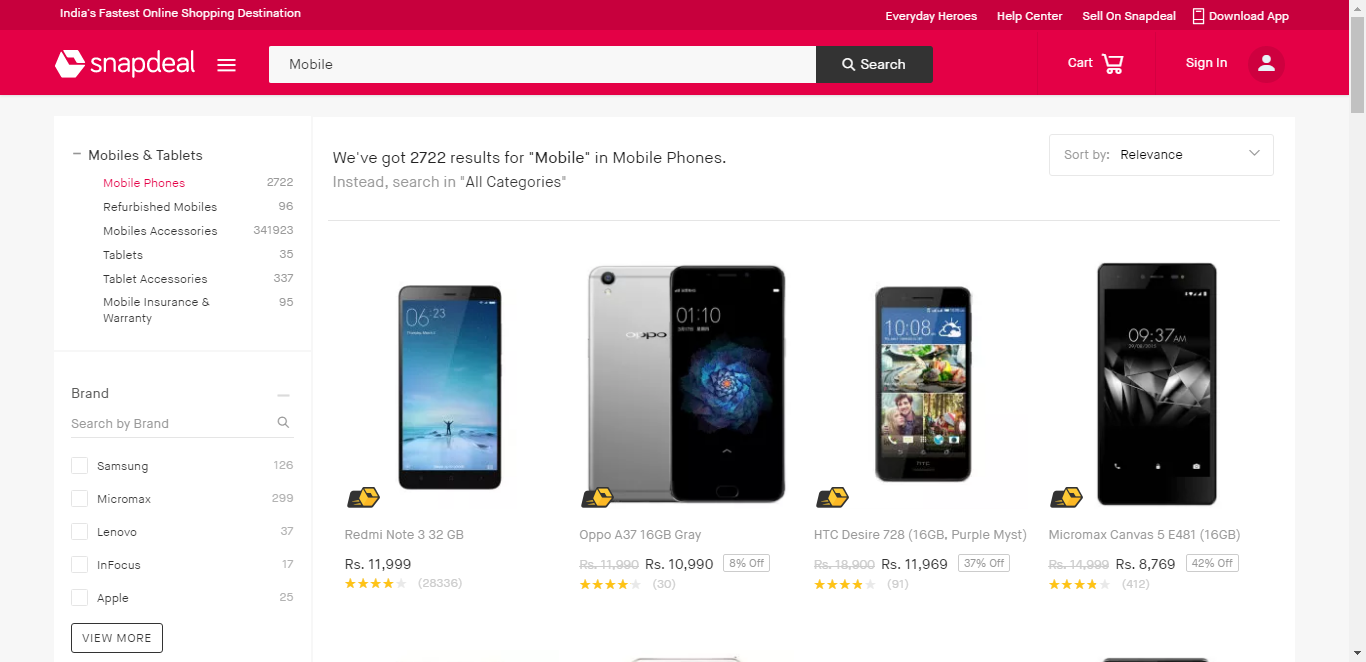 India's Fastest Online Shopping Destination
Everyday Heroes Help Center Sell On Snapdeal Download App
snapdeal
Mobile
Search
Cart
Sign In
Mobiles & Tablets
Mobile Phones 2722
Refurbished Mobiles 96
Mobiles Accessories 341923
Tablets 35
Tablet Accessories 337
Mobile Insurance & 95
Warranty
Brand
Search by Brand
Samsung 126
Micromax 299
Lenovo 37
InFocus 17
Apple 25
VIEW MORE
We've got 2722 results for "Mobile" in Mobile Phones.
Instead, search in "All Categories"
Sort by: Relevance
06:23
oppo
01:10
10:08
hTC
09:37AM
Redmi Note 3 32 GB
Rs. 11,999
(28336)
Oppo A37 16GB Gray
Rs. 11,990 Rs. 10,990 8% Off
(30)
HTC Desire 728 (16GB, Purple Myst)
Rs. 18,900 Rs. 11,969 37% Off
(91)
Micromax Canvas 5 E481 (16GB)
Rs. 14,999 Rs. 8,769 42% Off
(412)